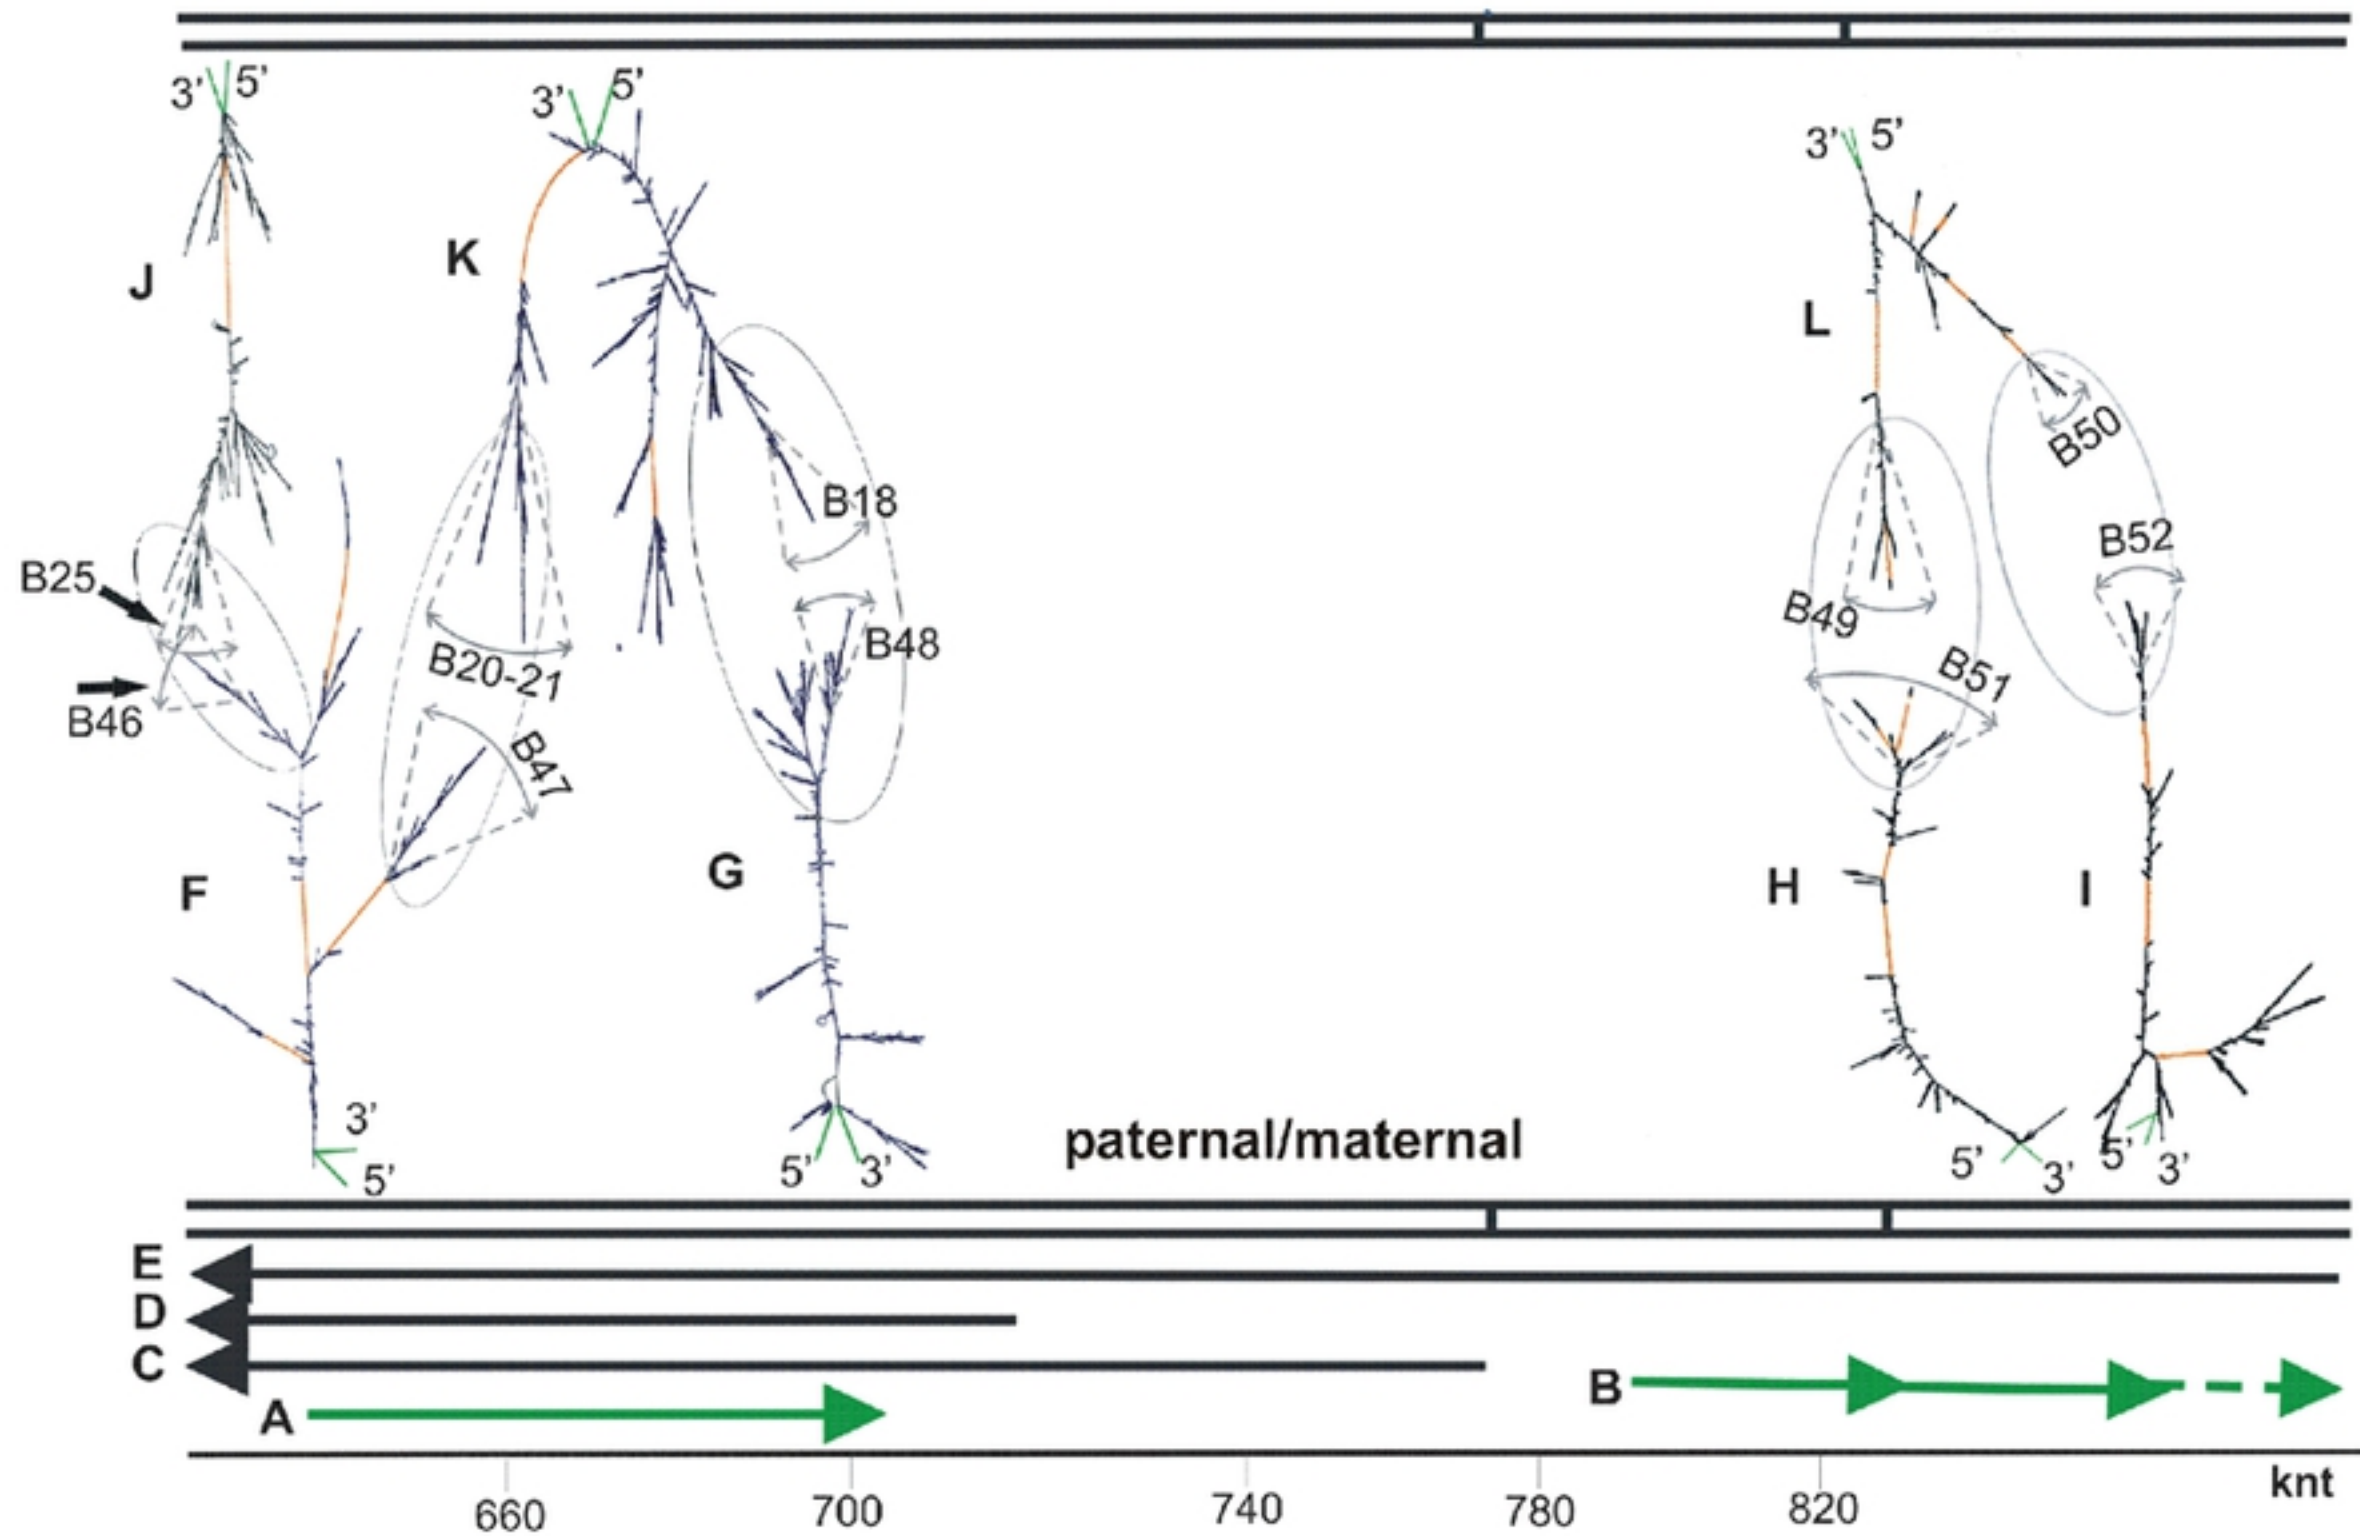 3' 5'
3' 5'
3' 5'
J
K
L
B25
B46
B20-21
B47
B18
B48
B50
B52
B49
B51
F
G
H
I
3'
5'
5' 3'
paternal/maternal
5' 3'
5' 3'
E
D
C
A
B
660 700 740 780 820 knt